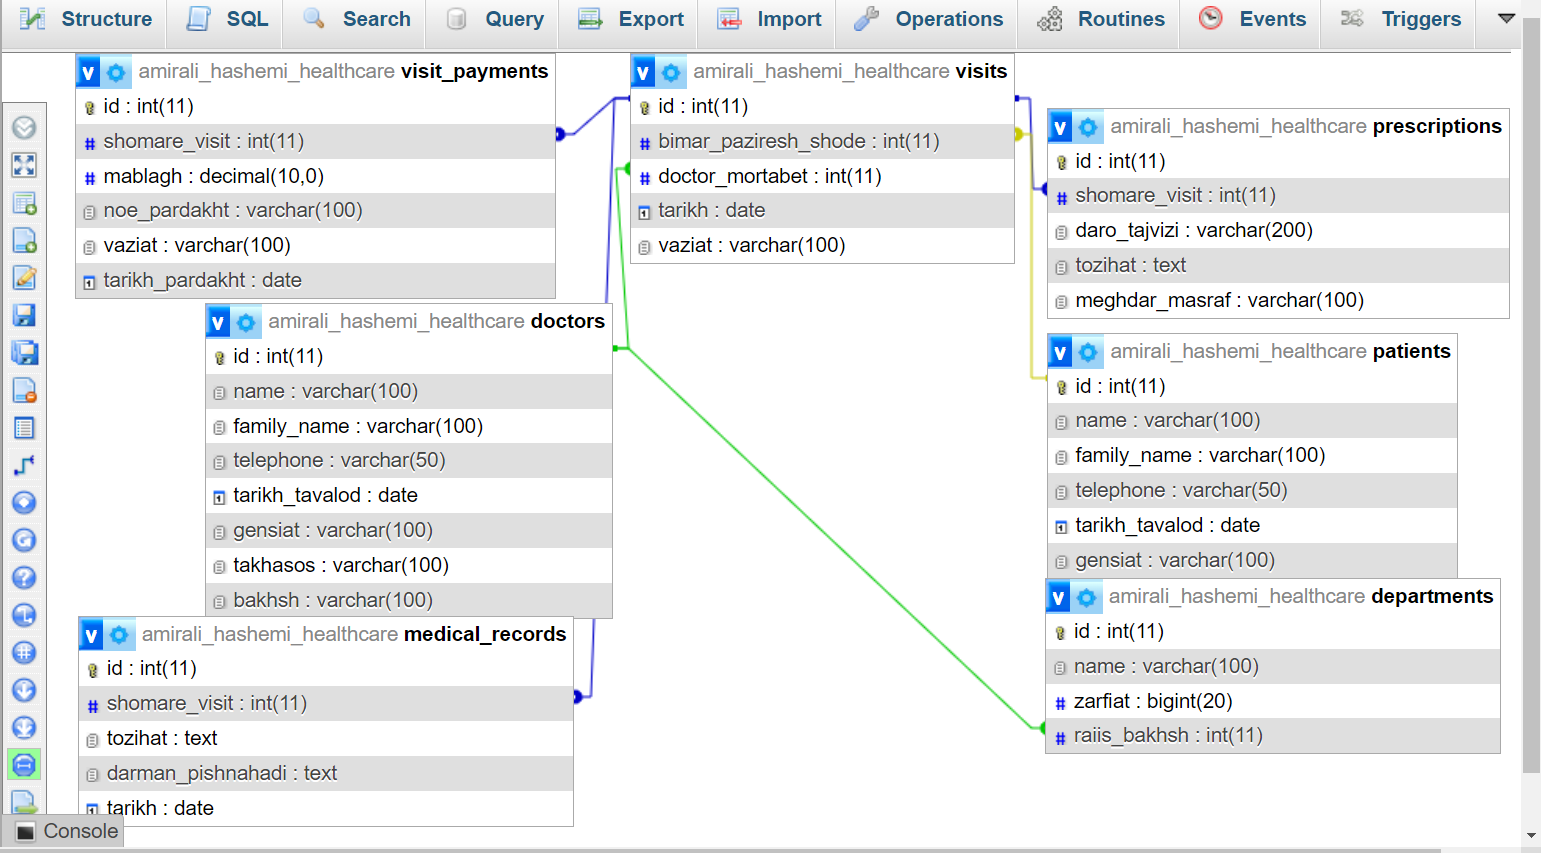 Structure SQL Search Query Export Import Operations Routines Events Triggers
v amirali_hashemi_healthcare visit_payments
id : int(11)
# shomare_visit : int(11)
# mablagh : decimal(10,0)
noe_pardakht : varchar(100)
vaziat : varchar(100)
tarikh_pardakht : date
v amirali_hashemi_healthcare visits
id : int(11)
# bimar_paziresh_shode : int(11)
# doctor_mortabet : int(11)
tarikh : date
vaziat : varchar(100)
v amirali_hashemi_healthcare prescriptions
id : int(11)
# shomare_visit : int(11)
daro_tajvizi : varchar(200)
tozihat : text
meghdar_masraf : varchar(100)
v amirali_hashemi_healthcare doctors
id : int(11)
name : varchar(100)
family_name : varchar(100)
telephone : varchar(50)
tarikh_tavalod : date
gensiat : varchar(100)
takhasos : varchar(100)
bakhsh : varchar(100)
v amirali_hashemi_healthcare patients
id : int(11)
name : varchar(100)
family_name : varchar(100)
telephone : varchar(50)
tarikh_tavalod : date
gensiat : varchar(100)
v amirali_hashemi_healthcare departments
id : int(11)
name : varchar(100)
# zarfiat : bigint(20)
# raiis_bakhsh : int(11)
v amirali_hashemi_healthcare medical_records
id : int(11)
# shomare_visit : int(11)
tozihat : text
darman_pishnahadi : text
tarikh : date
Console